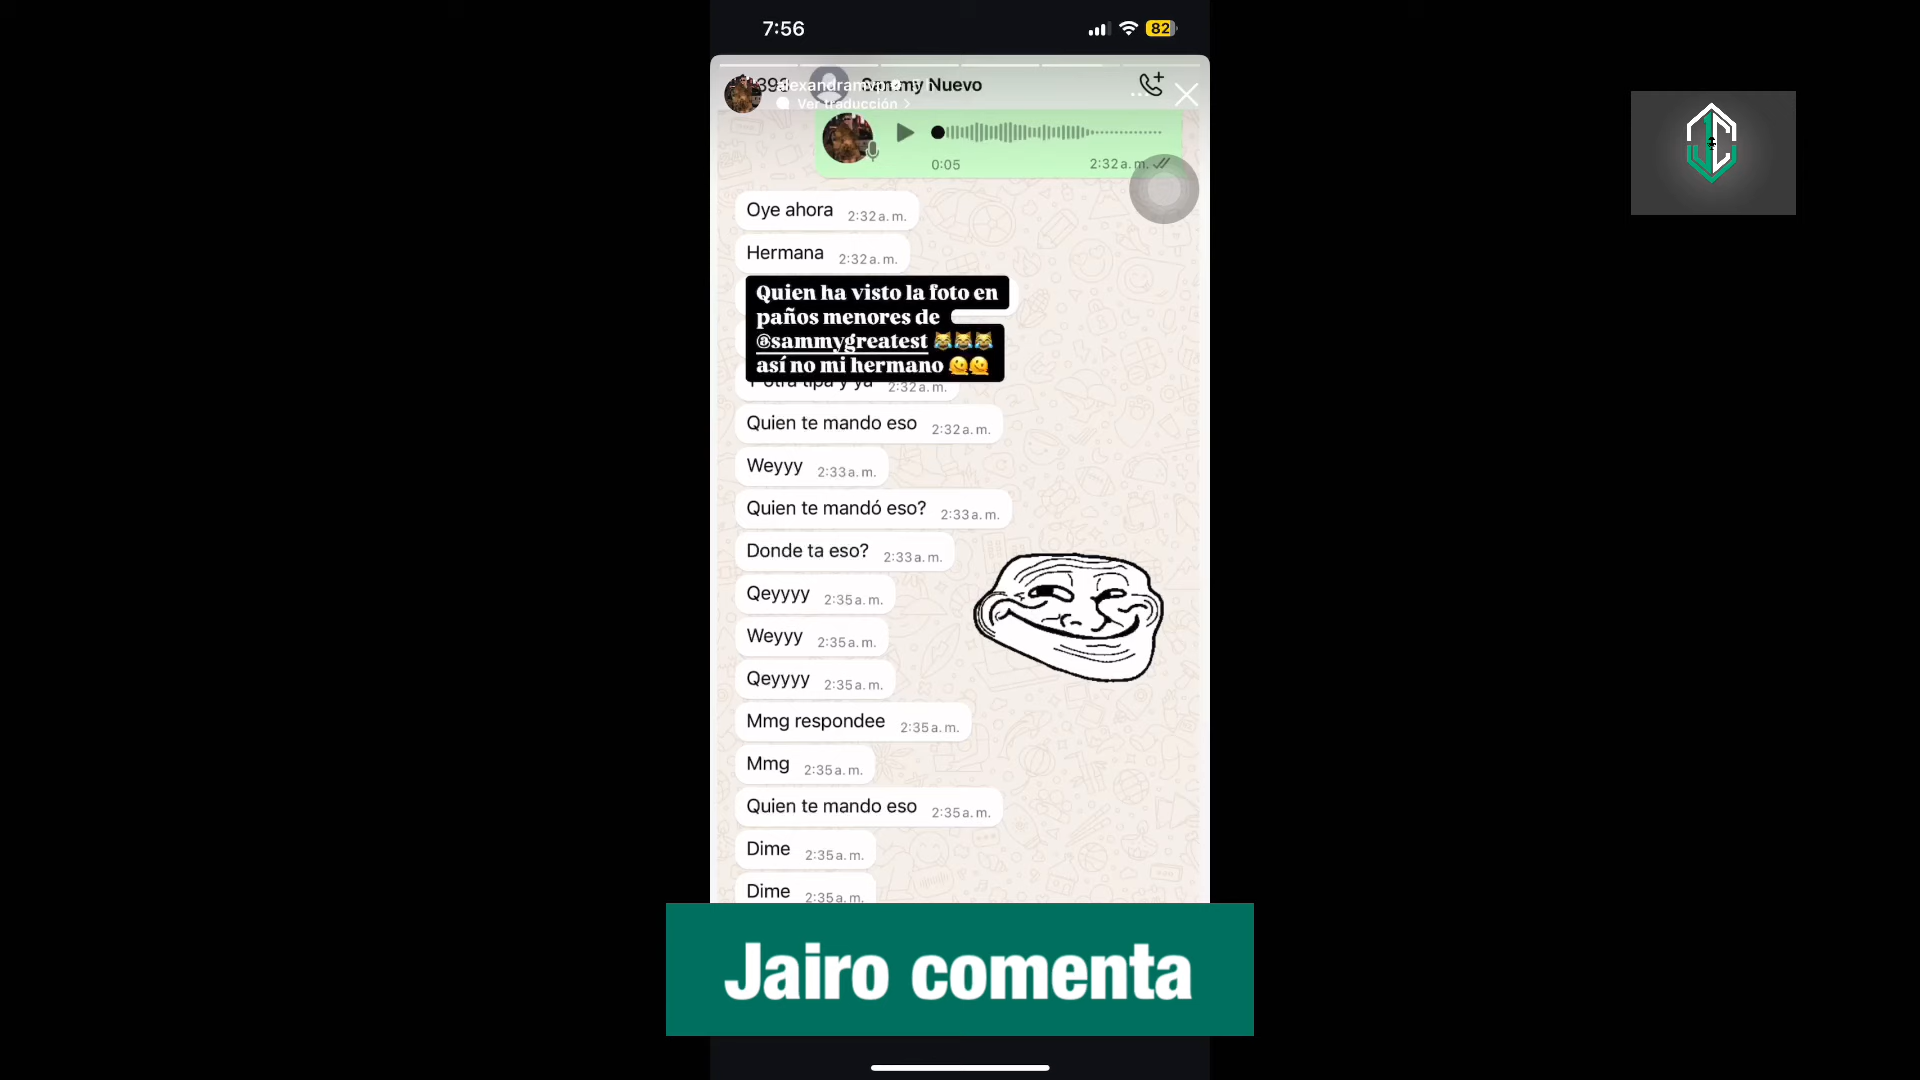 7:56
82
Sammy Nuevo
Ver traducción
0:05
2:32 a. m.
Oye ahora 2:32 a. m.
Hermana 2:32 a. m.
Quien ha visto la foto en
paños menores de
@sammygreatest 😹😹😹
así no mi hermano 🫠🫠
Y otra tipa y ya 2:32 a. m.
Quien te mando eso 2:32 a. m.
Weyyy 2:33 a. m.
Quien te mandó eso? 2:33 a. m.
Donde ta eso? 2:33 a. m.
Qeyyyy 2:35 a. m.
Weyyy 2:35 a. m.
Qeyyyy 2:35 a. m.
Mmg respondee 2:35 a. m.
Mmg 2:35 a. m.
Quien te mando eso 2:35 a. m.
Dime 2:35 a. m.
Dime 2:35 a. m.
Jairo comenta